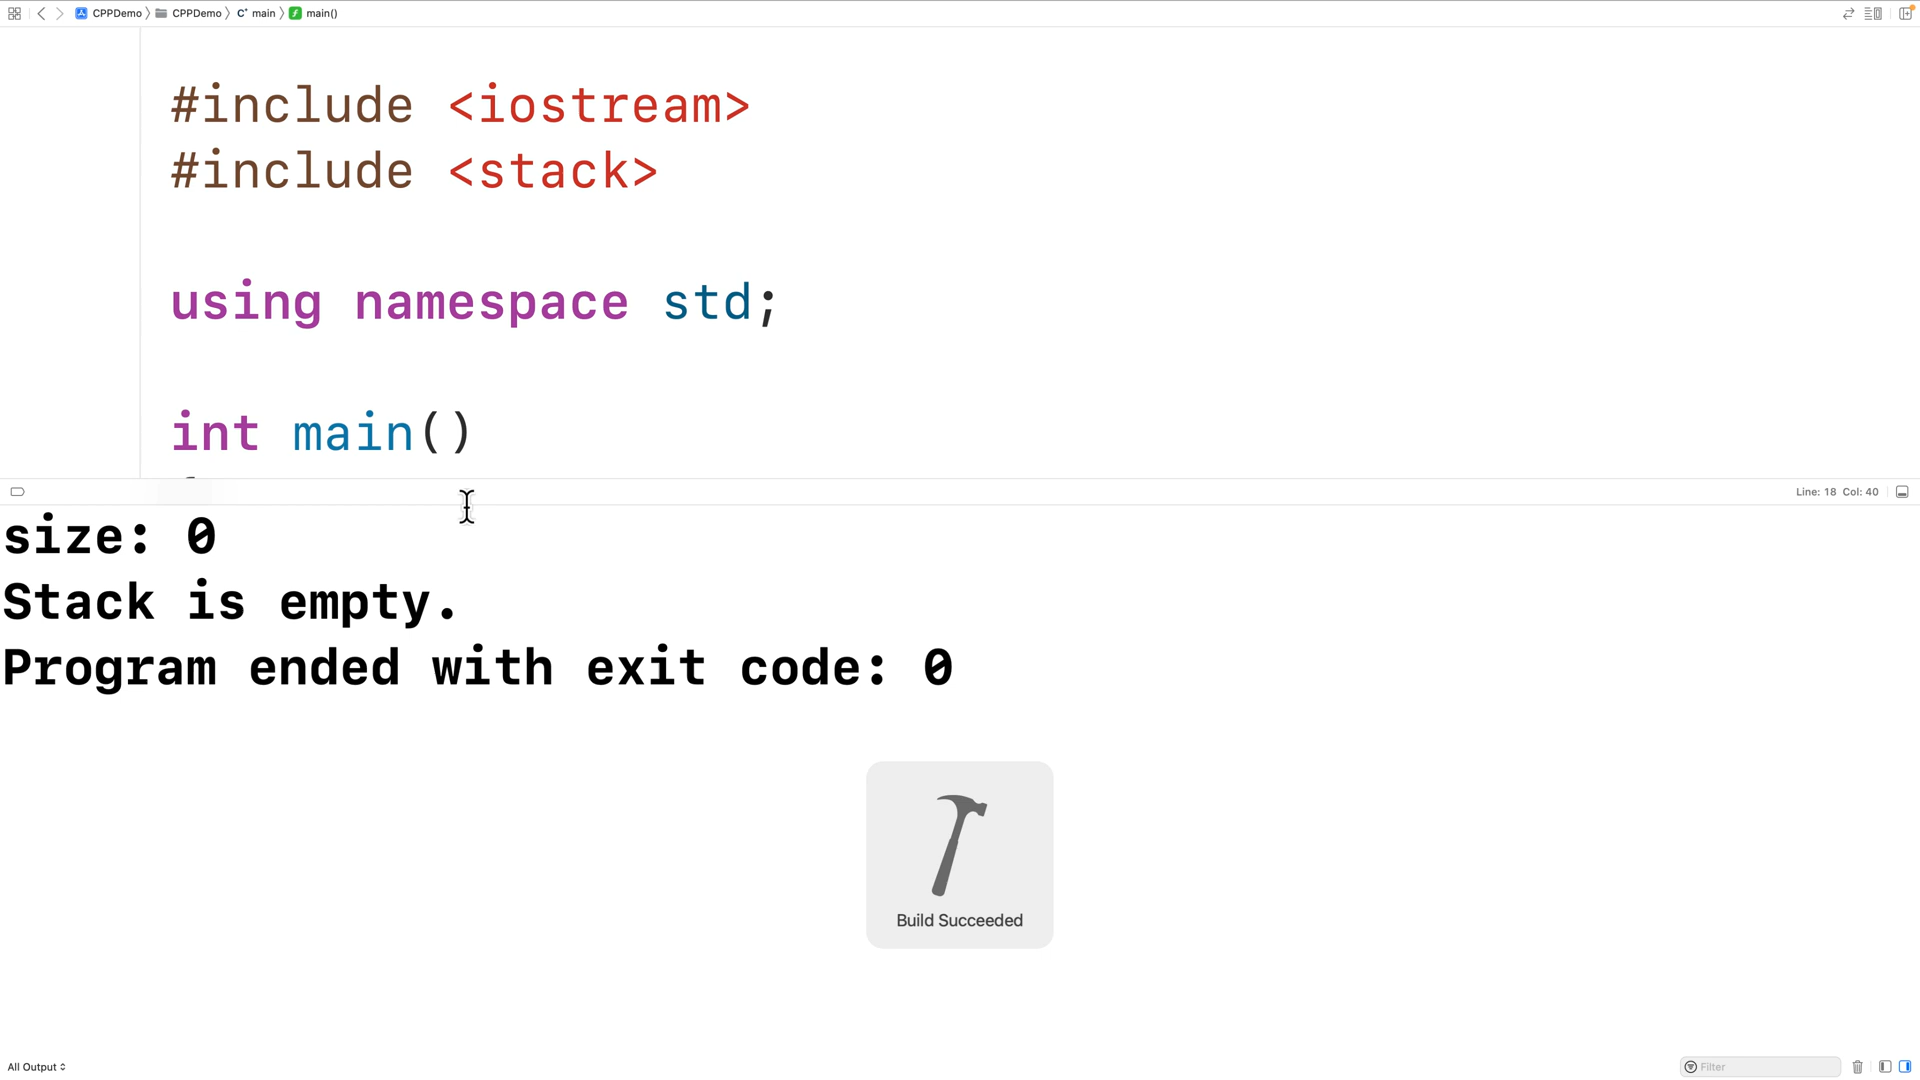 CPPDemo CPPDemo main main()
#include <iostream>
#include <stack>
using namespace std;
int main()
Line: 18 Col: 40
size: 0
Stack is empty.
Program ended with exit code: 0
Build Succeeded
All Output
Filter